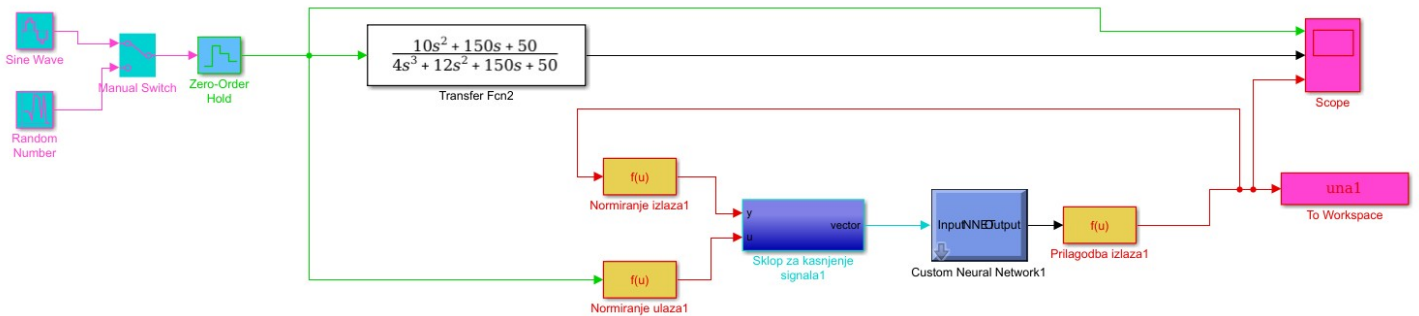 Sine Wave
Random
Number
Manual Switch
Zero-Order
Hold
10s² + 150s + 50
4s³ + 12s² + 150s + 50
Transfer Fcn2
Scope
f(u)
Normiranje izlaza1
f(u)
Normiranje ulaza1
y
u
vector
Sklop za kasnjenje
signala1
Input
NNET
Output
Custom Neural Network1
f(u)
Prilagodba izlaza1
una1
To Workspace